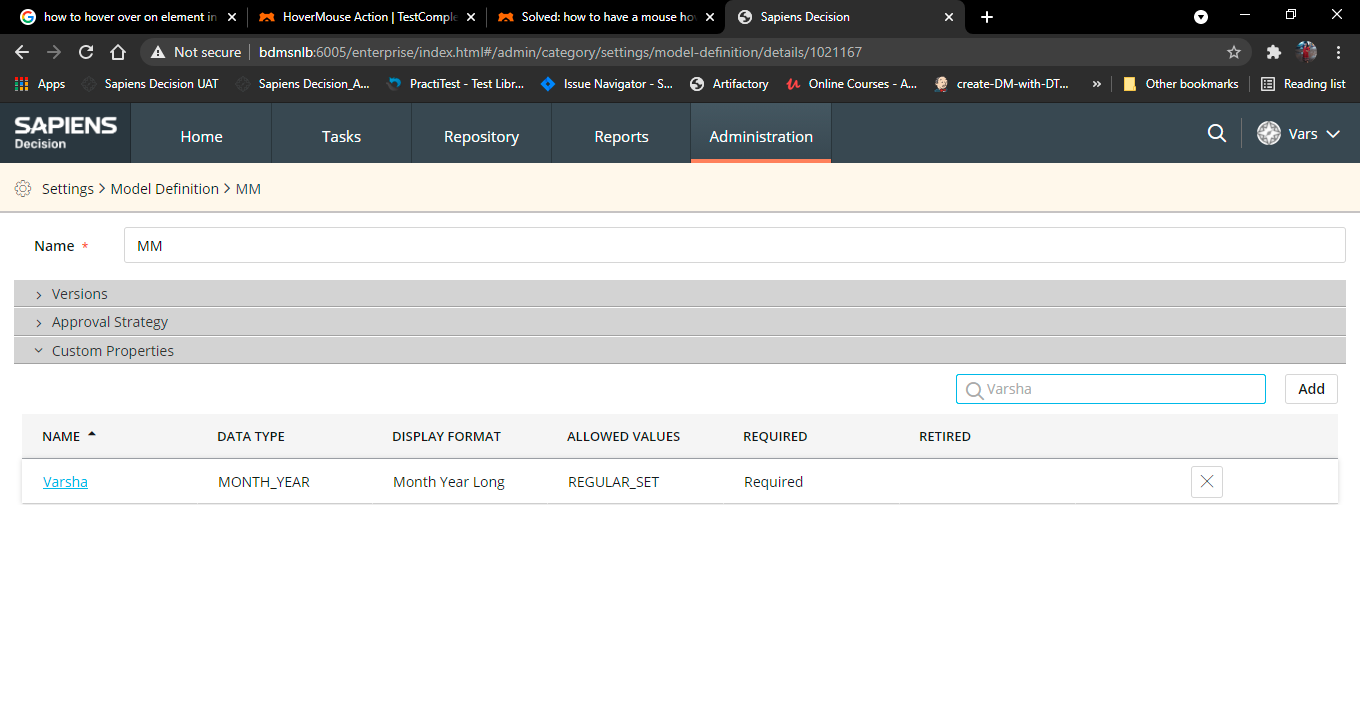 how to hover over on element in
HoverMouse Action | TestComple
Solved: how to have a mouse hov
Sapiens Decision
Not secure
bdmsnlb:6005/enterprise/index.html#/admin/category/settings/model-definition/details/1021167
Apps
Sapiens Decision UAT
Sapiens Decision_A...
PractiTest - Test Libr...
Issue Navigator - S...
Artifactory
Online Courses - A...
create-DM-with-DT...
»
Other bookmarks
Reading list
SAPIENS
Decision
Home
Tasks
Repository
Reports
Administration
Vars
Settings > Model Definition > MM
Name *
MM
Versions
Approval Strategy
Custom Properties
Varsha
Add
NAME DATA TYPE DISPLAY FORMAT ALLOWED VALUES REQUIRED RETIRED
Varsha MONTH_YEAR Month Year Long REGULAR_SET Required